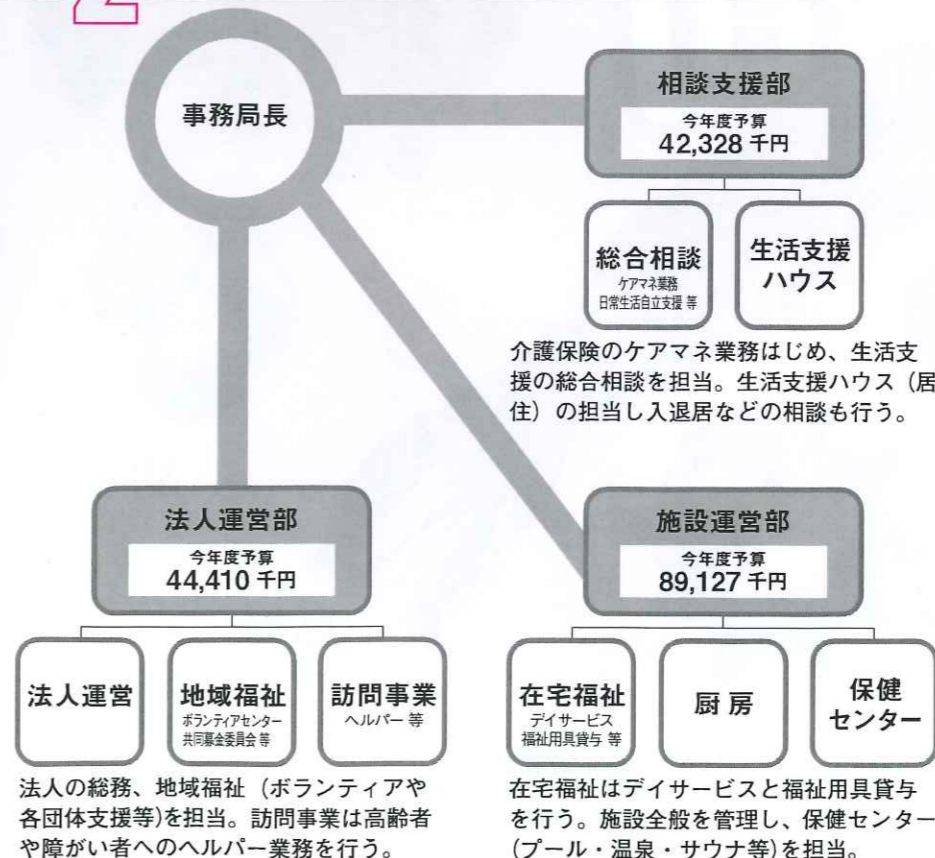 2
事務局長
相談支援部
今年度予算
42,328 千円
総合相談
ケアマネ業務
日常生活自立支援 等
生活支援
ハウス
介護保険のケアマネ業務はじめ、生活支
援の総合相談を担当。生活支援ハウス（居
住）の担当し入退居などの相談も行う。
法人運営部
今年度予算
44,410 千円
法人運営
地域福祉
ボランティアセンター
共同募金委員会 等
訪問事業
ヘルパー 等
法人の総務、地域福祉（ボランティアや
各団体支援等)を担当。訪問事業は高齢者
や障がい者へのヘルパー業務を行う。
施設運営部
今年度予算
89,127 千円
在宅福祉
デイサービス
福祉用具貸与 等
厨 房
保健
センター
在宅福祉はデイサービスと福祉用具貸与
を行う。施設全般を管理し、保健センター
(プール・温泉・サウナ等)を担当。